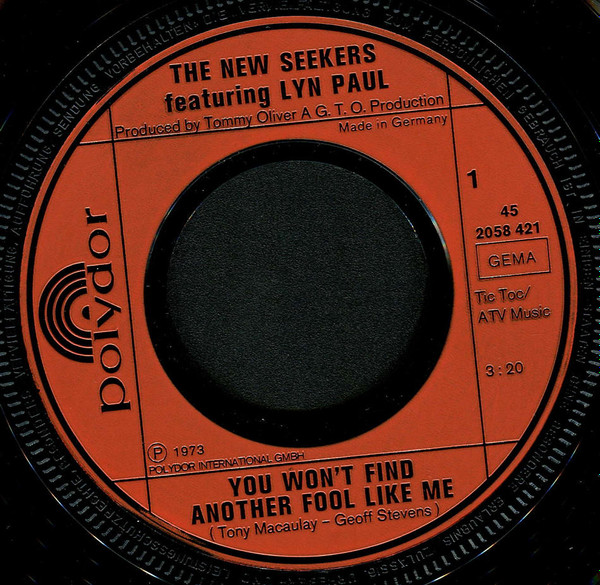 THE NEW SEEKERS
featuring LYN PAUL
Produced by Tommy Oliver A G. T. O. Production
Made in Germany
1
45
2058 421
GEMA
Tic Toc/
ATV Music
3:20
polydor
Ⓟ 1973
POLYDOR INTERNATIONAL GMBH
YOU WON'T FIND
ANOTHER FOOL LIKE ME
(Tony Macaulay – Geoff Stevens)
VORBEHALTEN
SENDUNG